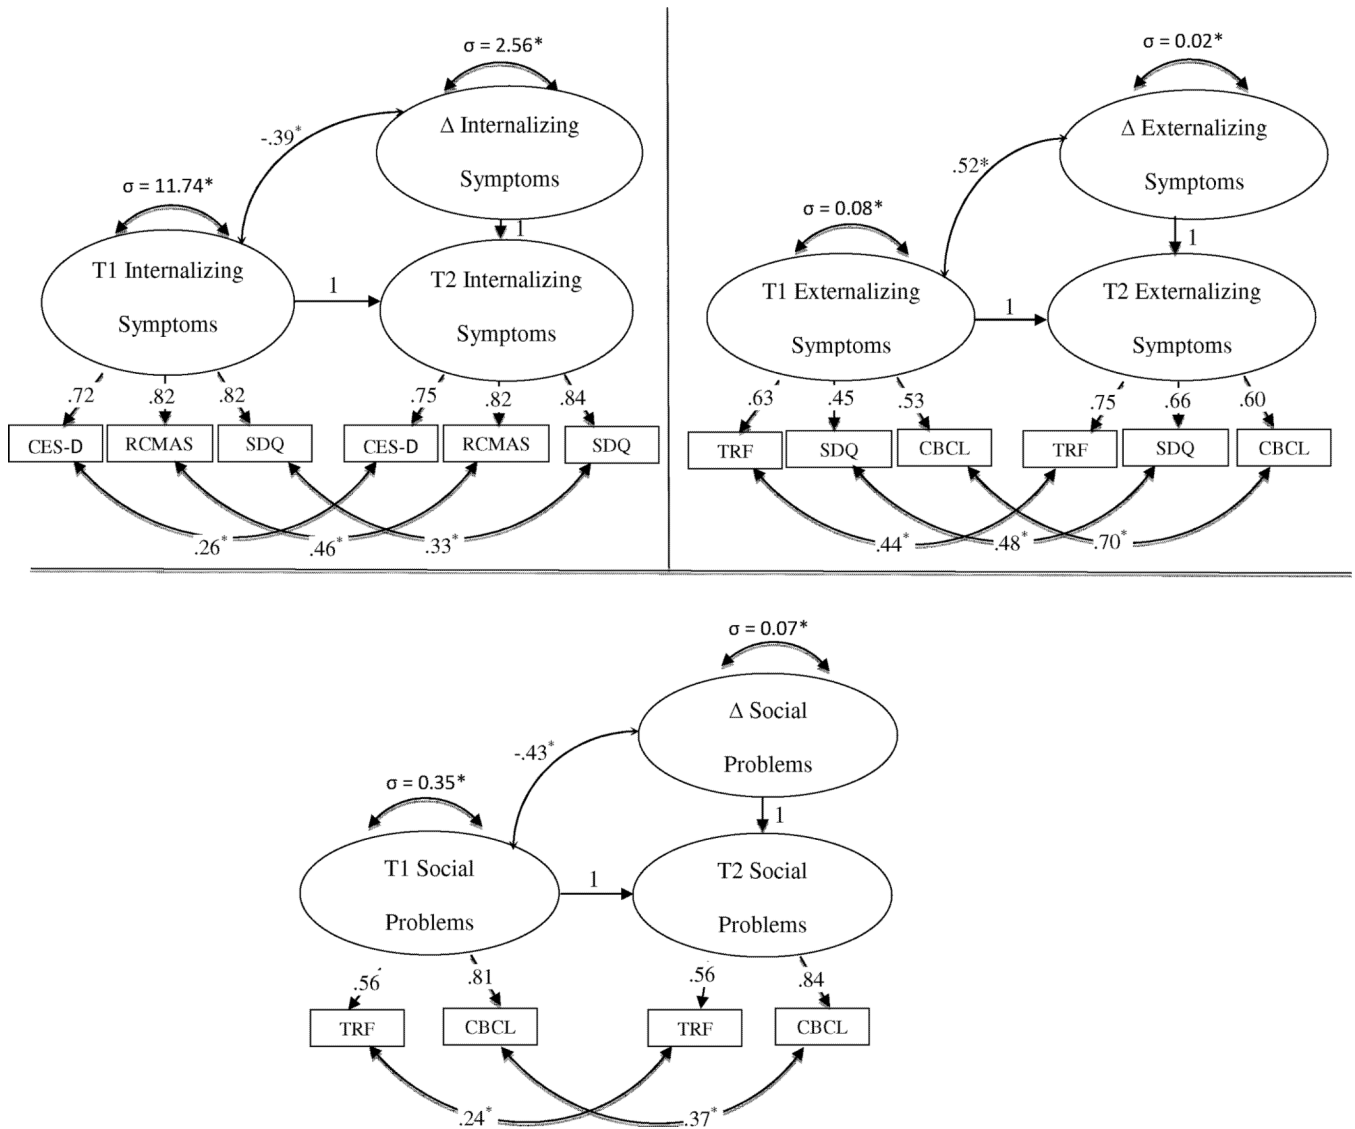 σ = 2.56*
Δ Internalizing
Symptoms
-.39*
σ = 11.74*
1
T1 Internalizing
Symptoms
1
T2 Internalizing
Symptoms
.72
.82
.82
.75
.82
.84
CES-D
RCMAS
SDQ
CES-D
RCMAS
SDQ
.26*
.46*
.33*
σ = 0.02*
Δ Externalizing
Symptoms
.52*
σ = 0.08*
1
T1 Externalizing
Symptoms
1
T2 Externalizing
Symptoms
.63
.45
.53
.75
.66
.60
TRF
SDQ
CBCL
TRF
SDQ
CBCL
.44*
.48*
.70*
σ = 0.07*
Δ Social
Problems
-.43*
σ = 0.35*
1
T1 Social
Problems
1
T2 Social
Problems
.56
.81
.56
.84
TRF
CBCL
TRF
CBCL
.24*
.37*